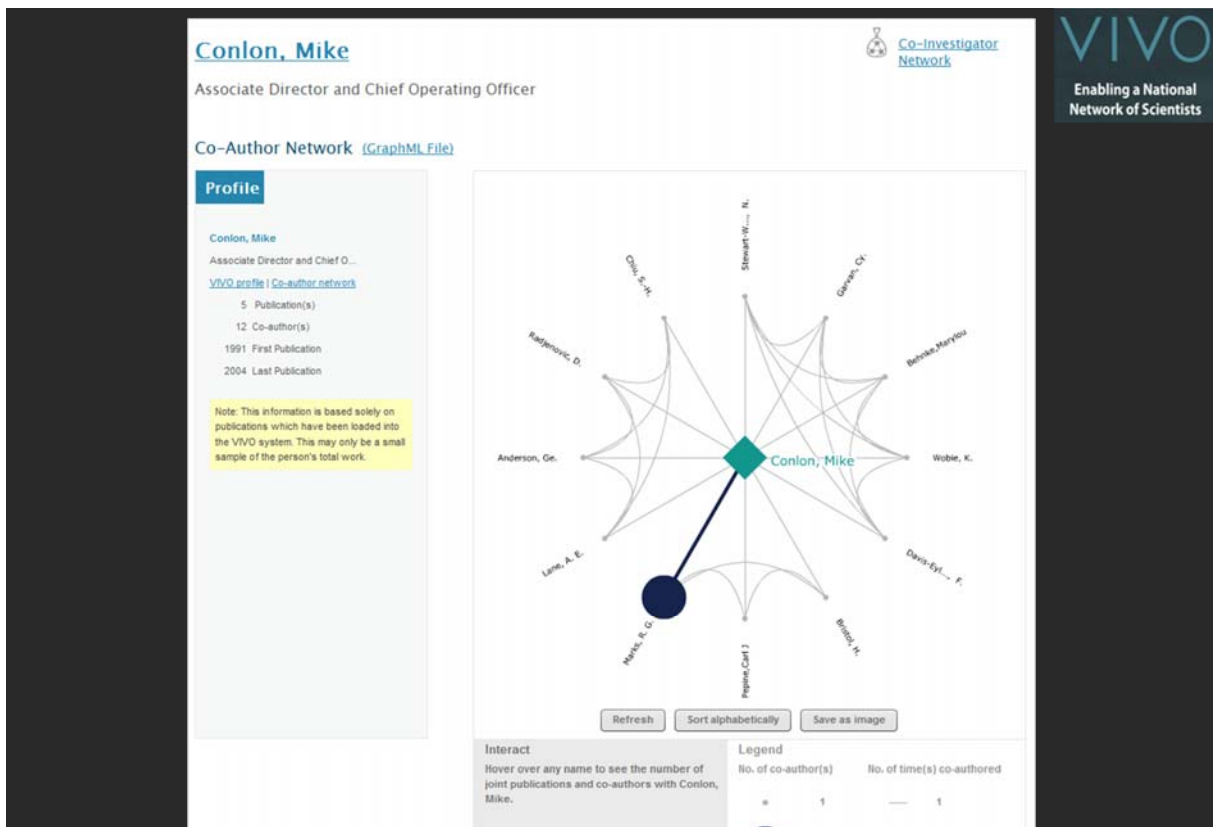 Conlon, Mike
Co-Investigator
Network
Associate Director and Chief Operating Officer
VIVO
Enabling a National
Network of Scientists
Co-Author Network (GraphML File)
Profile
Conlon, Mike
Associate Director and Chief O...
VIVO profile | Co-author network
5 Publication(s)
12 Co-author(s)
1991 First Publication
2004 Last Publication
Note: This information is based solely on
publications which have been loaded into
the VIVO system. This may only be a small
sample of the person's total work.
Stewart-W..., N.
Garvan, Cy.
Behnke,Marylou
Woble, K.
Davis-Eyl..., F.
Bristol, H.
Pepine,Carl J
Marks, R. G.
Lane, A. E.
Anderson, Ge.
Radjenovic, D.
Chiu, S.-H.
Conlon, Mike
Refresh
Sort alphabetically
Save as image
Interact
Hover over any name to see the number of
joint publications and co-authors with Conlon,
Mike.
Legend
No. of co-author(s) No. of time(s) co-authored
1 1